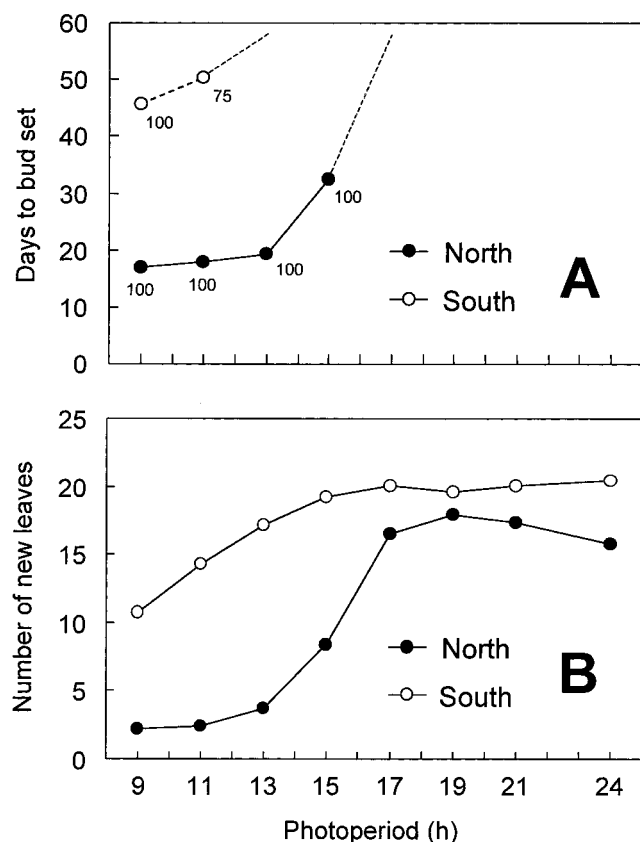 60
50
40
30
20
10
0
Days to bud set
100
75
100
100
100
100
North
South
A
25
20
15
10
5
0
Number of new leaves
North
South
B
9 11 13 15 17 19 21 24
Photoperiod (h)